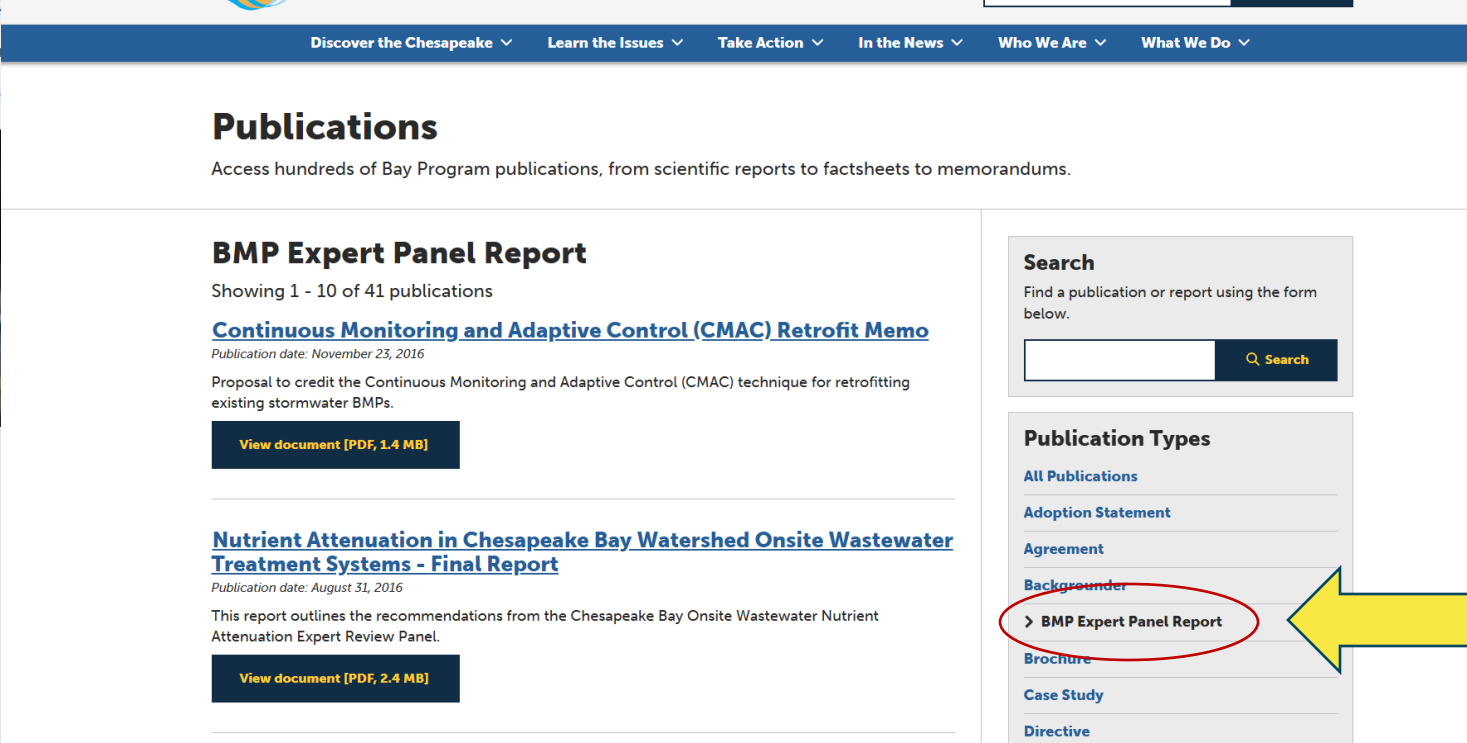 Discover the Chesapeake Learn the Issues Take Action In the News Who We Are What We Do
Publications
Access hundreds of Bay Program publications, from scientific reports to factsheets to memorandums.
BMP Expert Panel Report
Showing 1 - 10 of 41 publications
Continuous Monitoring and Adaptive Control (CMAC) Retrofit Memo
Publication date: November 23, 2016
Proposal to credit the Continuous Monitoring and Adaptive Control (CMAC) technique for retrofitting
existing stormwater BMPs.
View document [PDF, 1.4 MB]
Nutrient Attenuation in Chesapeake Bay Watershed Onsite Wastewater
Treatment Systems - Final Report
Publication date: August 31, 2016
This report outlines the recommendations from the Chesapeake Bay Onsite Wastewater Nutrient
Attenuation Expert Review Panel.
View document [PDF, 2.4 MB]
Search
Find a publication or report using the form
below.
Search
Publication Types
All Publications
Adoption Statement
Agreement
Backgrounder
BMP Expert Panel Report
Brochure
Case Study
Directive